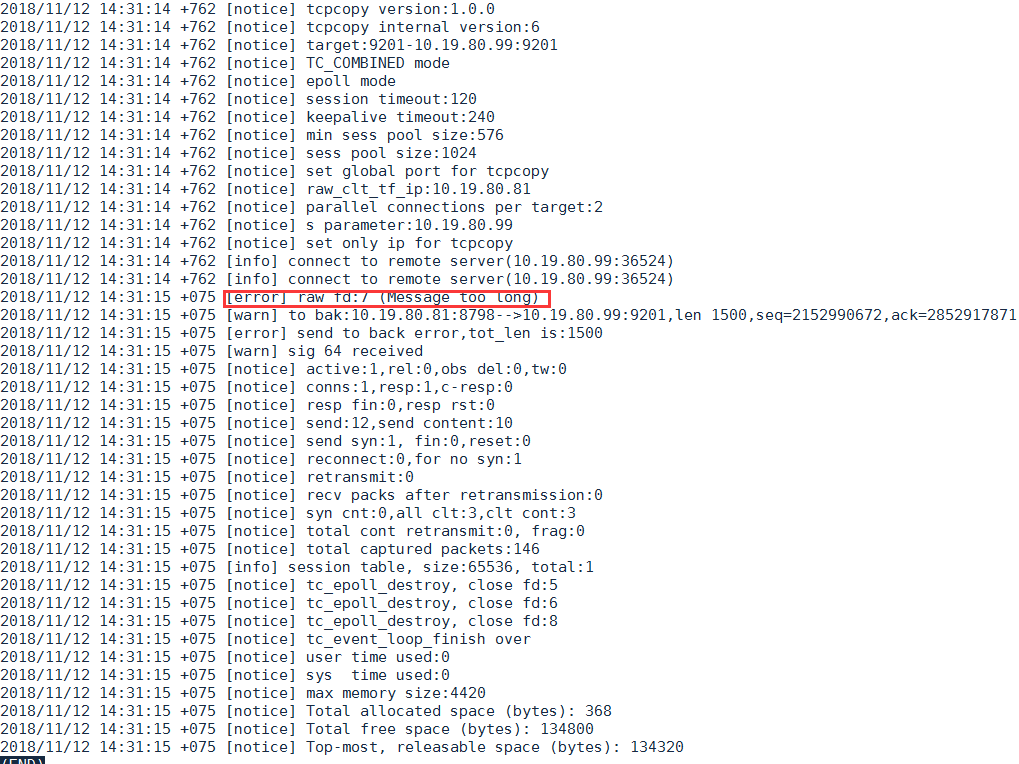 2018/11/12 14:31:14 +762 [notice] tcpcopy version:1.0.0
2018/11/12 14:31:14 +762 [notice] tcpcopy internal version:6
2018/11/12 14:31:14 +762 [notice] target:9201-10.19.80.99:9201
2018/11/12 14:31:14 +762 [notice] TC_COMBINED mode
2018/11/12 14:31:14 +762 [notice] epoll mode
2018/11/12 14:31:14 +762 [notice] session timeout:120
2018/11/12 14:31:14 +762 [notice] keepalive timeout:240
2018/11/12 14:31:14 +762 [notice] min sess pool size:576
2018/11/12 14:31:14 +762 [notice] sess pool size:1024
2018/11/12 14:31:14 +762 [notice] set global port for tcpcopy
2018/11/12 14:31:14 +762 [notice] raw_clt_tf_ip:10.19.80.81
2018/11/12 14:31:14 +762 [notice] parallel connections per target:2
2018/11/12 14:31:14 +762 [notice] s parameter:10.19.80.99
2018/11/12 14:31:14 +762 [notice] set only ip for tcpcopy
2018/11/12 14:31:14 +762 [info] connect to remote server(10.19.80.99:36524)
2018/11/12 14:31:14 +762 [info] connect to remote server(10.19.80.99:36524)
2018/11/12 14:31:15 +075 [error] raw fd:7 (Message too long)
2018/11/12 14:31:15 +075 [warn] to bak:10.19.80.81:8798-->10.19.80.99:9201,len 1500,seq=2152990672,ack=2852917871
2018/11/12 14:31:15 +075 [error] send to back error,tot_len is:1500
2018/11/12 14:31:15 +075 [warn] sig 64 received
2018/11/12 14:31:15 +075 [notice] active:1,rel:0,obs del:0,tw:0
2018/11/12 14:31:15 +075 [notice] conns:1,resp:1,c-resp:0
2018/11/12 14:31:15 +075 [notice] resp fin:0,resp rst:0
2018/11/12 14:31:15 +075 [notice] send:12,send content:10
2018/11/12 14:31:15 +075 [notice] send syn:1, fin:0,reset:0
2018/11/12 14:31:15 +075 [notice] reconnect:0,for no syn:1
2018/11/12 14:31:15 +075 [notice] retransmit:0
2018/11/12 14:31:15 +075 [notice] recv packs after retransmission:0
2018/11/12 14:31:15 +075 [notice] syn cnt:0,all clt:3,clt cont:3
2018/11/12 14:31:15 +075 [notice] total cont retransmit:0, frag:0
2018/11/12 14:31:15 +075 [notice] total captured packets:146
2018/11/12 14:31:15 +075 [info] session table, size:65536, total:1
2018/11/12 14:31:15 +075 [notice] tc_epoll_destroy, close fd:5
2018/11/12 14:31:15 +075 [notice] tc_epoll_destroy, close fd:6
2018/11/12 14:31:15 +075 [notice] tc_epoll_destroy, close fd:8
2018/11/12 14:31:15 +075 [notice] tc_event_loop_finish over
2018/11/12 14:31:15 +075 [notice] user time used:0
2018/11/12 14:31:15 +075 [notice] sys  time used:0
2018/11/12 14:31:15 +075 [notice] max memory size:4420
2018/11/12 14:31:15 +075 [notice] Total allocated space (bytes): 368
2018/11/12 14:31:15 +075 [notice] Total free space (bytes): 134800
2018/11/12 14:31:15 +075 [notice] Top-most, releasable space (bytes): 134320
(END)